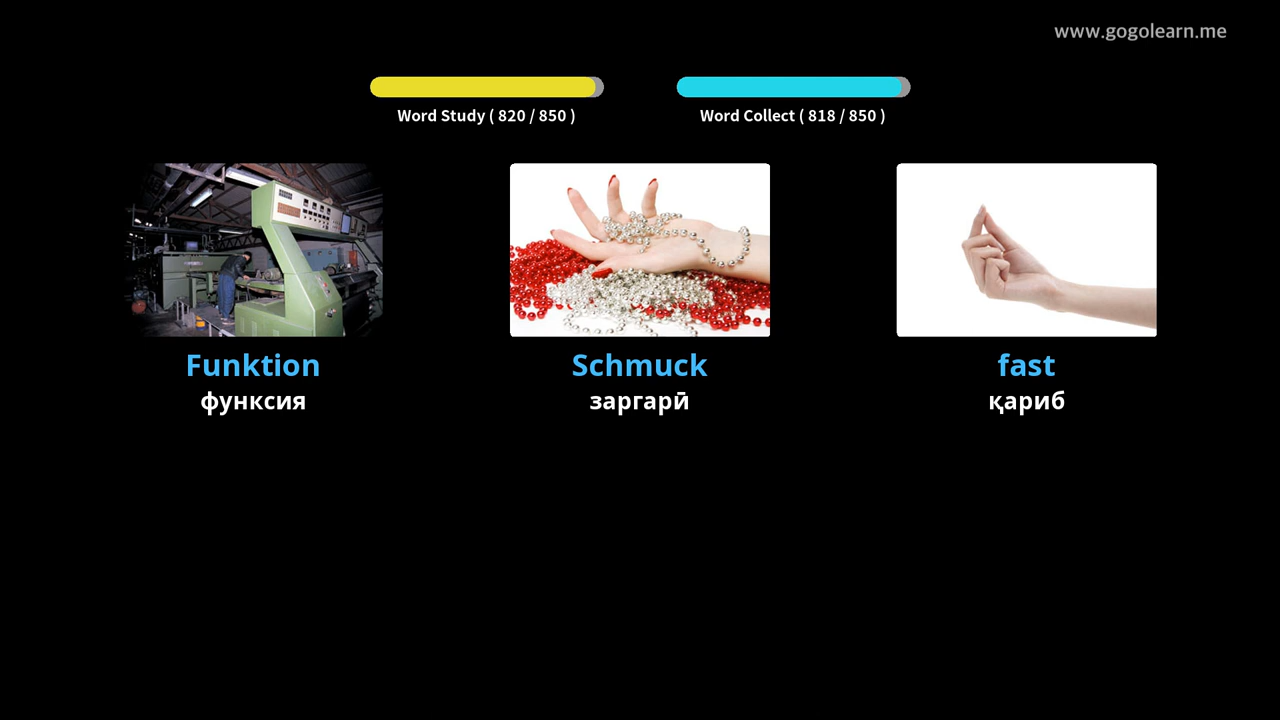 www.gogolearn.me
Word Study ( 820 / 850 )
Word Collect ( 818 / 850 )
Funktion
функсия
Schmuck
заргарӣ
fast
қариб